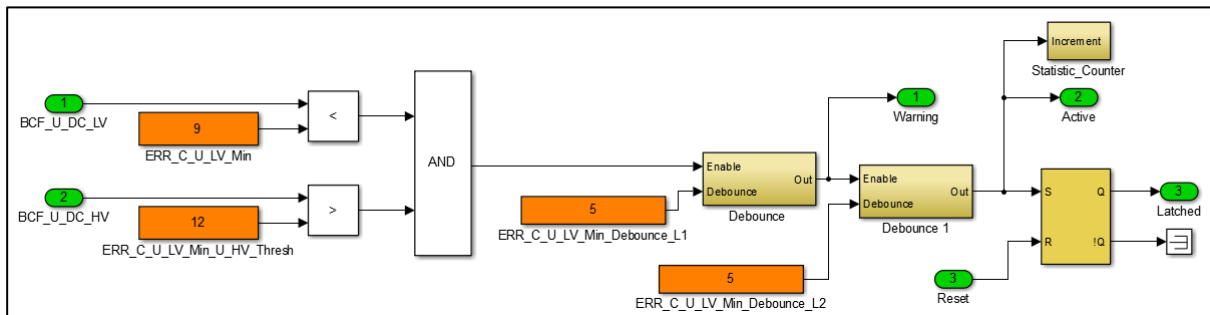 1
BCF_U_DC_LV
9
ERR_C_U_LV_Min
<
2
BCF_U_DC_HV
12
ERR_C_U_LV_Min_U_HV_Thresh
>
AND
5
ERR_C_U_LV_Min_Debounce_L1
Enable
Debounce
Out
Debounce
5
ERR_C_U_LV_Min_Debounce_L2
1
Warning
Enable
Debounce
Out
Debounce 1
Increment
Statistic_Counter
2
Active
3
Reset
S
R
Q
!Q
3
Latched